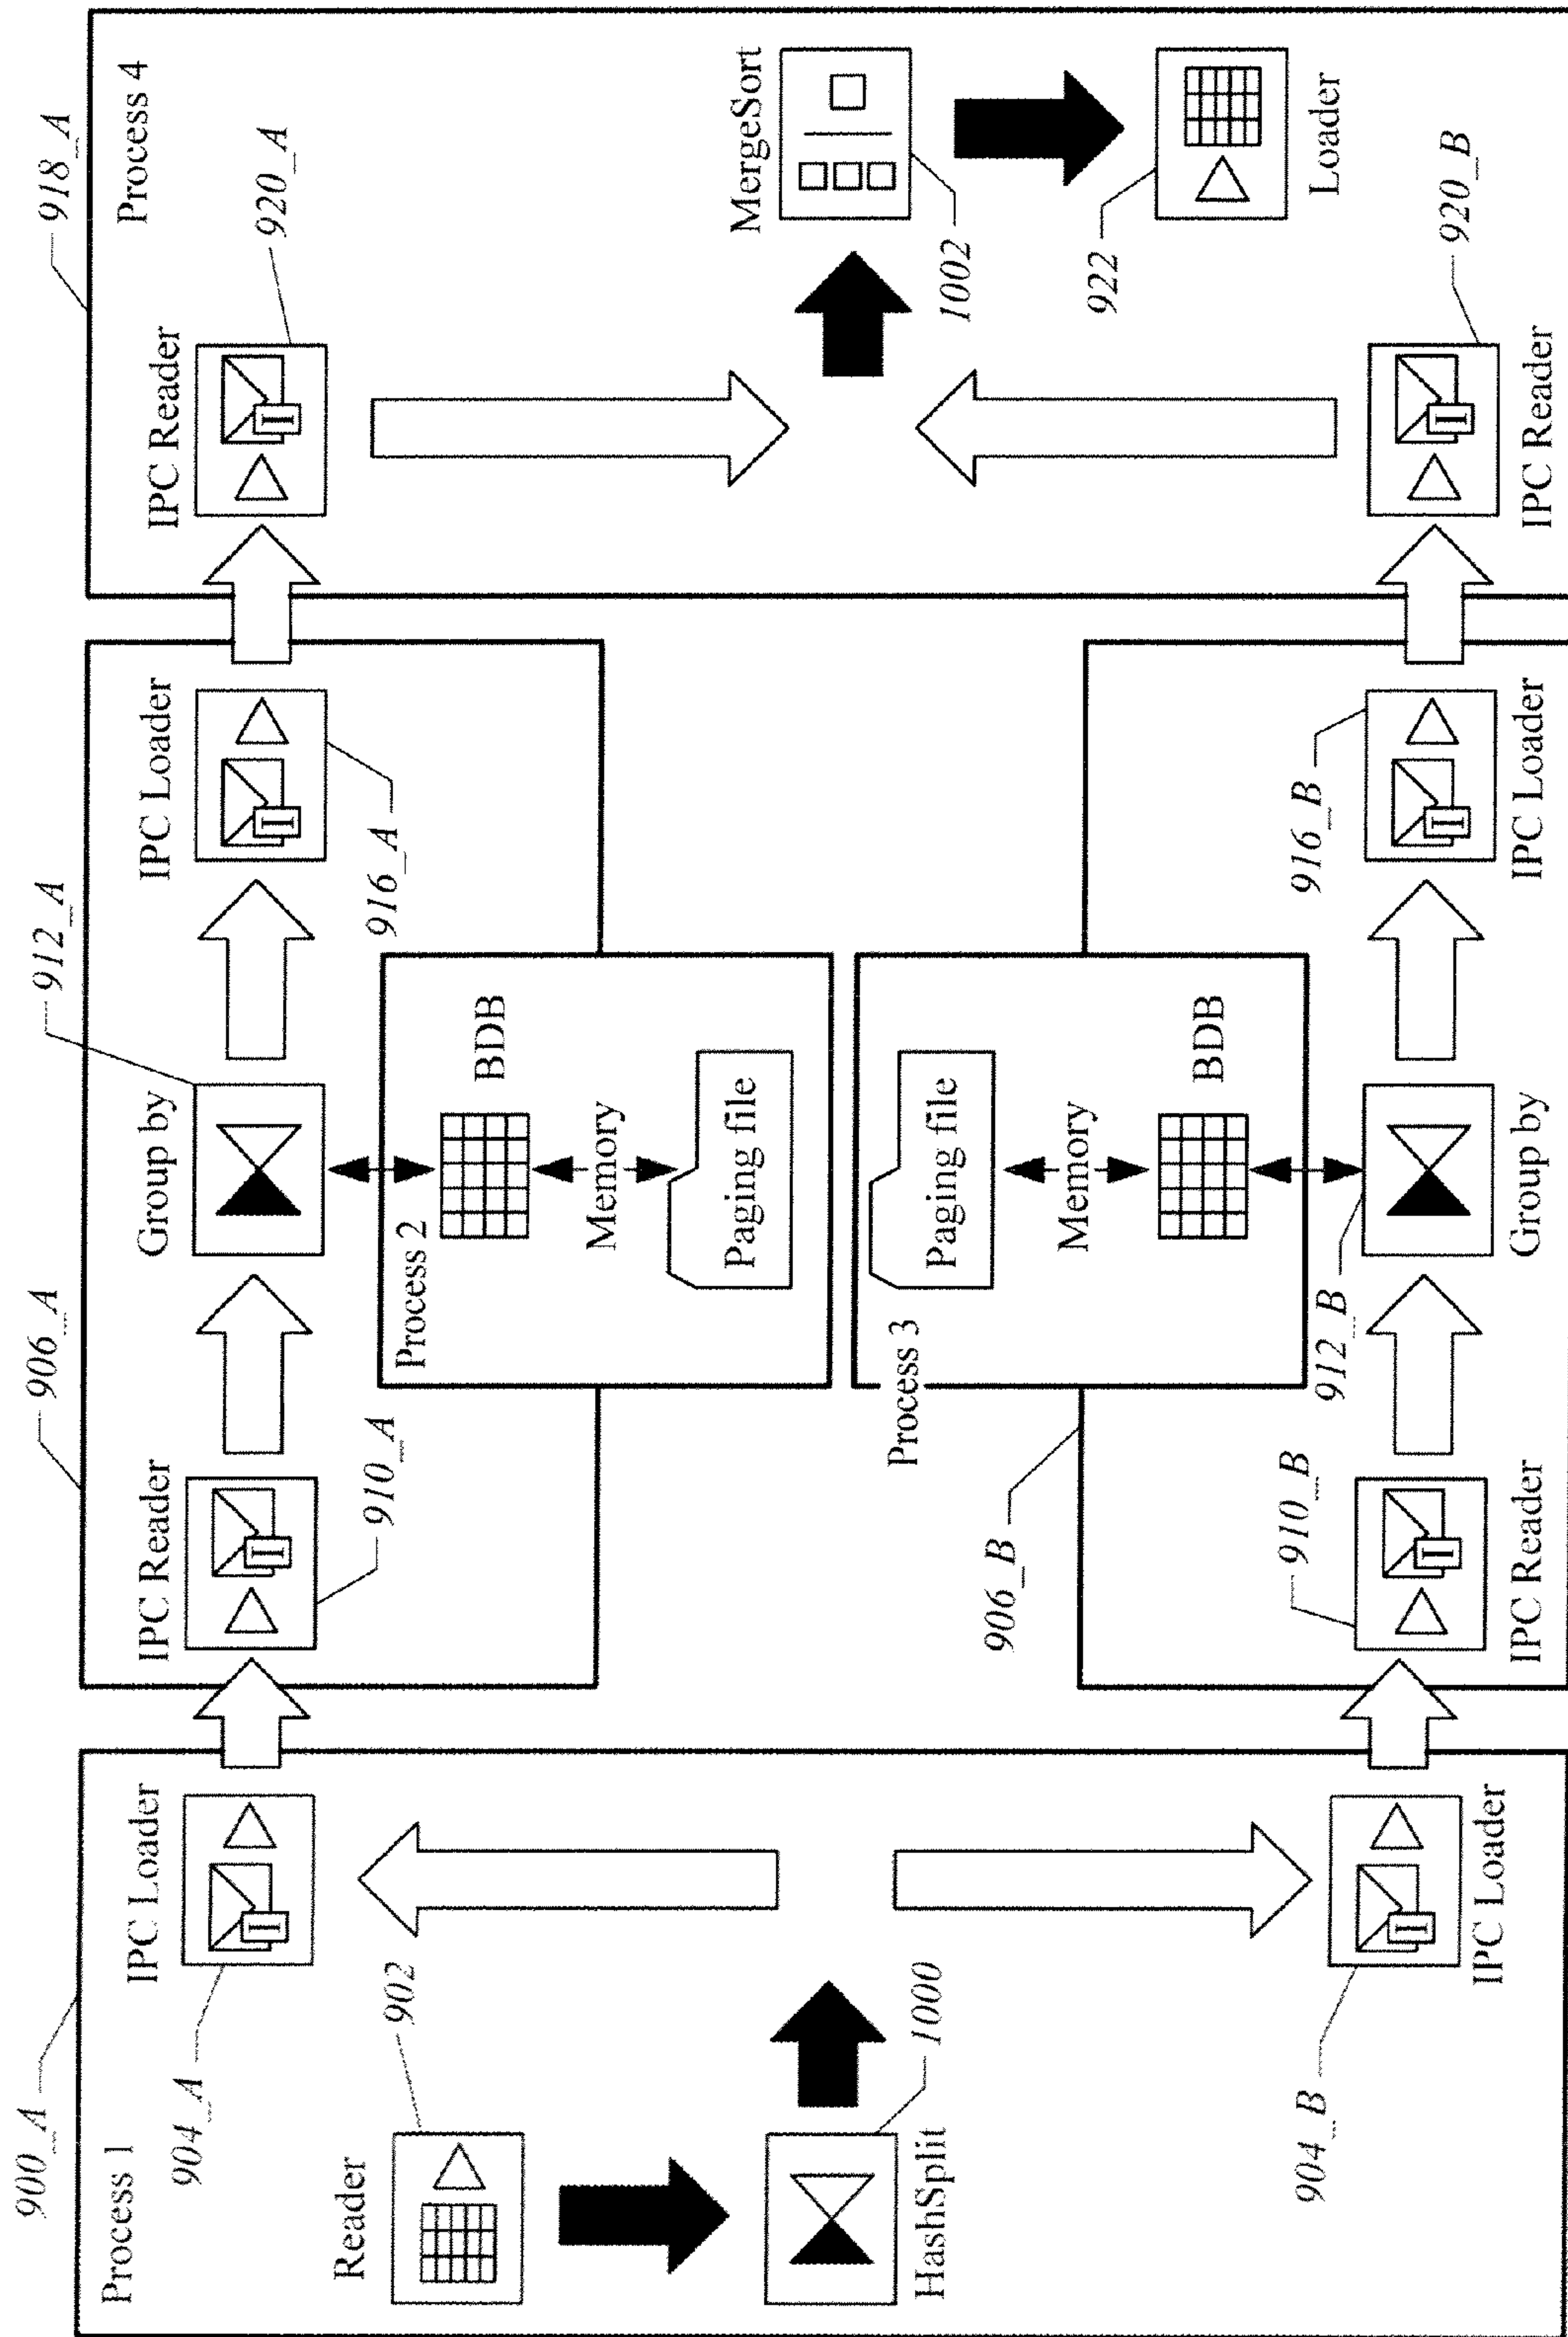 900_A
Process 1
904_A
IPC Loader
Reader
902
HashSplit
1000
904_B
IPC Loader
906_A
IPC Reader
910_A
Group by
912_A
IPC Loader
916_A
Process 2
BDB
Memory
Paging file
Process 3
Paging file
Memory
BDB
906_B
910_B
IPC Reader
912_B
Group by
916_B
IPC Loader
918_A
Process 4
IPC Reader
920_A
MergeSort
1002
922
Loader
920_B
IPC Reader
I
I
I
I
I
I
I
I